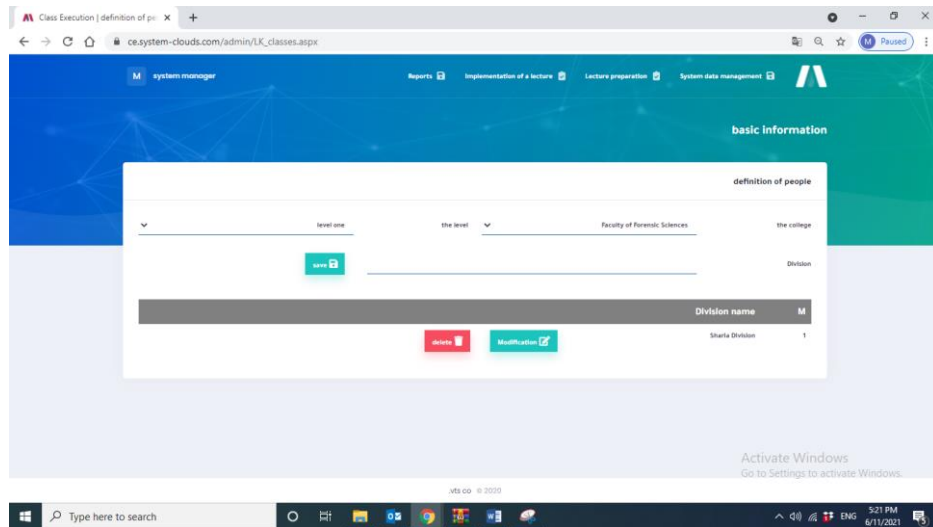 Class Execution | definition of pe
ce.system-clouds.com/admin/LK_classes.aspx
M Paused
M system manager
Reports
Implementation of a lecture
Lecture preparation
System data management
basic information
definition of people
level one
the level
Faculty of Forensic Sciences
the college
save
Division
Division name M
delete
Modification
Sharia Division 1
Activate Windows
Go to Settings to activate Windows.
.vts co © 2020
Type here to search
ENG
5:21 PM
6/11/2021